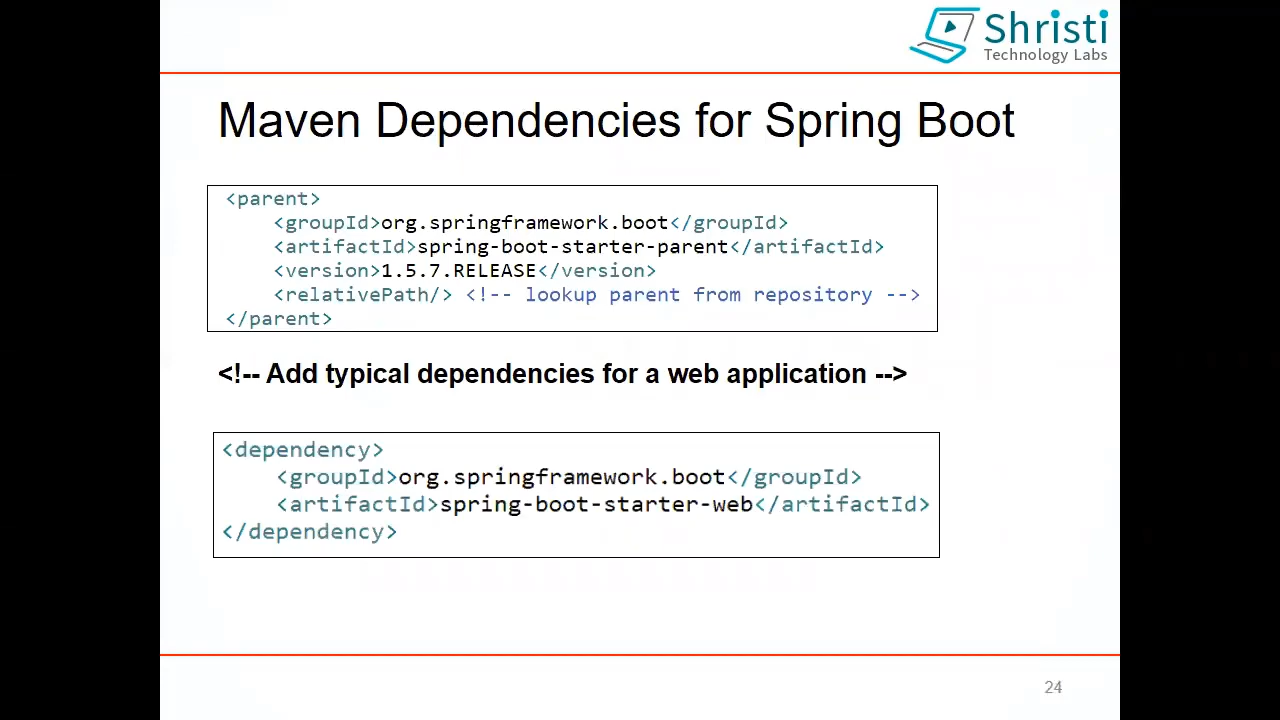 Shristi
Technology Labs
Maven Dependencies for Spring Boot
<parent>
<groupId>org.springframework.boot</groupId>
<artifactId>spring-boot-starter-parent</artifactId>
<version>1.5.7.RELEASE</version>
<relativePath/> <!-- lookup parent from repository -->
</parent>
<!-- Add typical dependencies for a web application -->
<dependency>
<groupId>org.springframework.boot</groupId>
<artifactId>spring-boot-starter-web</artifactId>
</dependency>
24